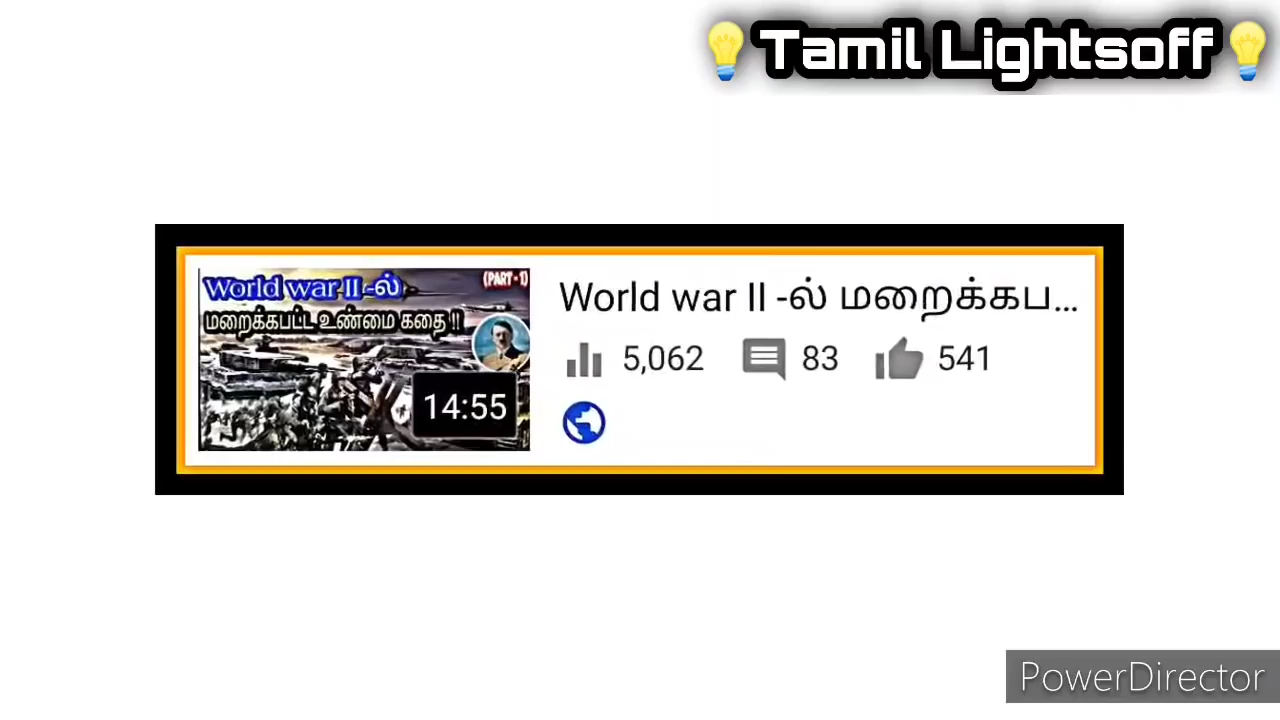 Tamil Lightsoff
World war II -ல்
(PART - 1)
மறைக்கபட்ட உண்மை கதை !!
14:55
World war II -ல் மறைக்கப...
5,062 83 541
PowerDirector